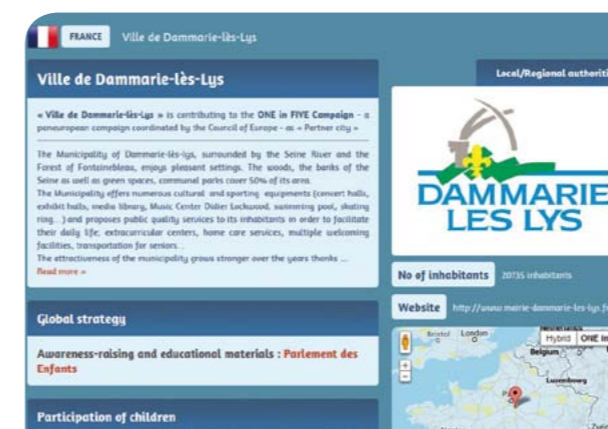 FRANCE Ville de Dammarie-lès-Lys
Ville de Dammarie-lès-Lys
« Ville de Dammarie-lès-Lys » is contributing to the ONE in FIVE Campaign - a
paneuropean campaign coordinated by the Council of Europe - as « Partner city »
The Municipality of Dammarie-lès-lys, surrounded by the Seine River and the
Forest of Fontainebleau, enjoys pleasant settings. The woods, the banks of the
Seine as well as green spaces, communal parks cover 50% of its area.
The Municipality offers numerous cultural and sporting equipments (concert halls,
exhibit halls, media library, Music Center Didier Lockwood, swimming pool, skating
ring...) and proposes public quality services to its inhabitants in order to facilitate
their daily life; extracurricular centers, home care services, multiple welcoming
facilities, transportation for seniors. .
The attractiveness of the municipality grows stronger over the years thanks ...
Read more »
Global strategy
Awareness-raising and educational materials : Parlement des
Enfants
Participation of children
Local/Regional authoriti
DAMMARIE
LES LYS
No of inhabitants 20735 inhabitants
Website http://www.mairie-dammarie-les-lys.fr
Bristol London
Hybrid ONE in
Belgium
Luxembourg